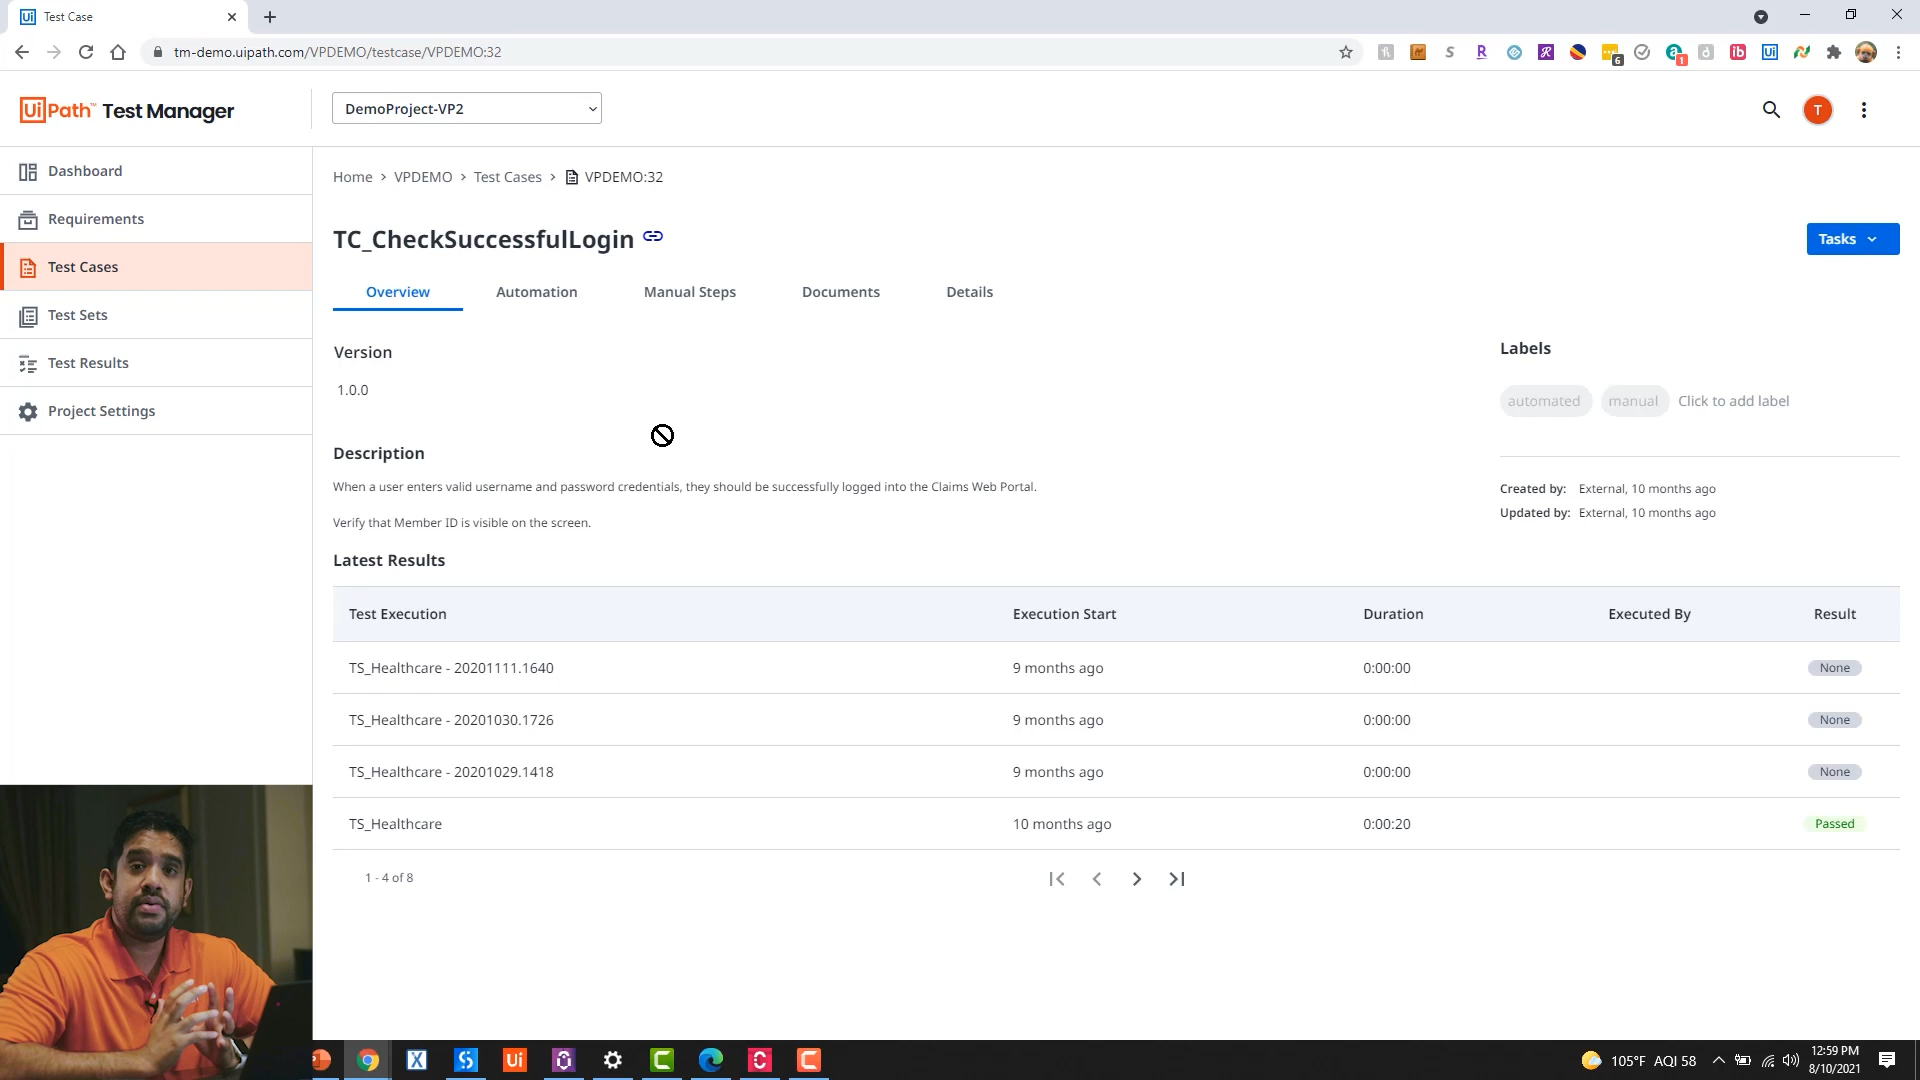 Test Case
tm-demo.uipath.com/VPDEMO/testcase/VPDEMO:32
UiPath™ Test Manager
DemoProject-VP2
T
Dashboard
Requirements
Test Cases
Test Sets
Test Results
Project Settings
Home > VPDEMO > Test Cases > VPDEMO:32
TC_CheckSuccessfulLogin
Tasks
Overview Automation Manual Steps Documents Details
Version
1.0.0
Labels
automated manual Click to add label
Description
When a user enters valid username and password credentials, they should be successfully logged into the Claims Web Portal.
Verify that Member ID is visible on the screen.
Created by: External, 10 months ago
Updated by: External, 10 months ago
Latest Results
Test Execution Execution Start Duration Executed By Result
TS_Healthcare - 20201111.1640 9 months ago 0:00:00 None
TS_Healthcare - 20201030.1726 9 months ago 0:00:00 None
TS_Healthcare - 20201029.1418 9 months ago 0:00:00 None
TS_Healthcare 10 months ago 0:00:20 Passed
1 - 4 of 8
105°F AQI 58
12:59 PM
8/10/2021